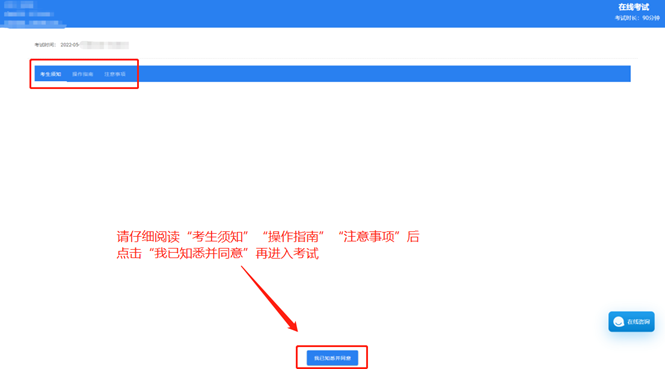 在线考试
考试时长：90分钟
考试时间：2022-05-
考生须知 操作指南 注意事项
请仔细阅读“考生须知”“操作指南”“注意事项”后
点击“我已知悉并同意”再进入考试
在线咨询
我已知悉并同意